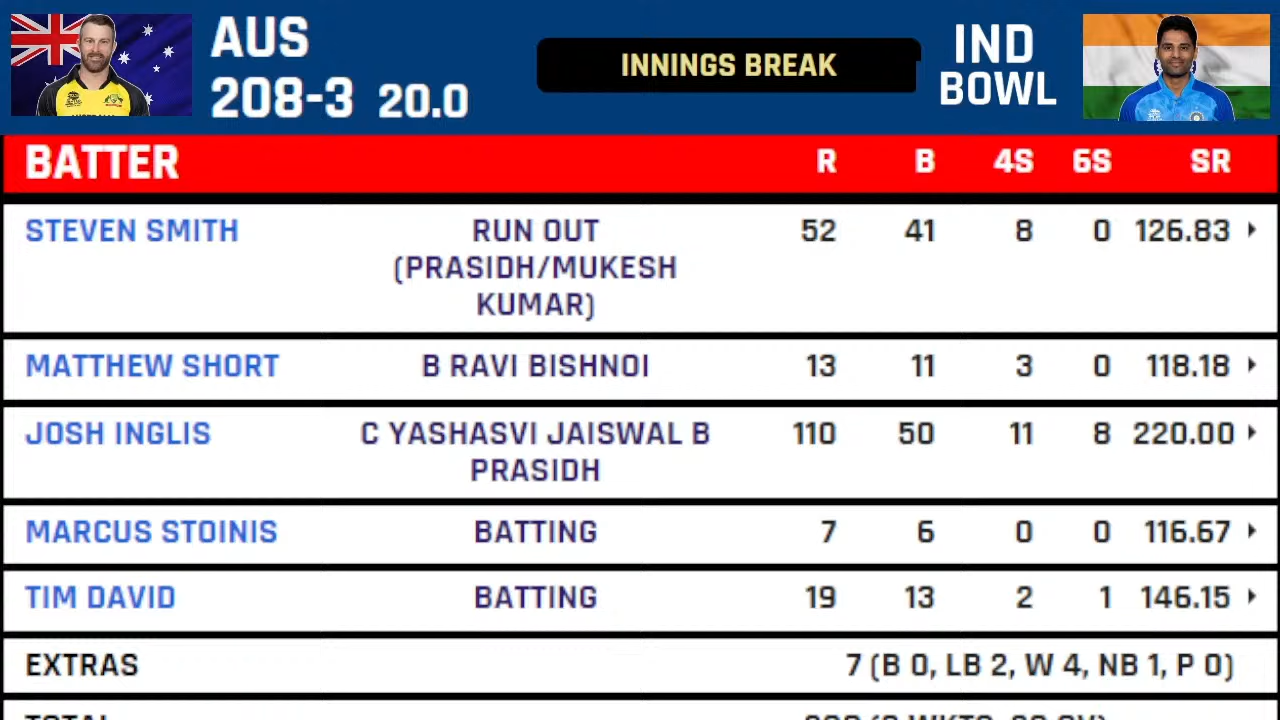 AUS
208-3 20.0
INNINGS BREAK
IND
BOWL
BATTER R B 4S 6S SR
STEVEN SMITH RUN OUT 52 41 8 0 126.83
(PRASIDH/MUKESH
KUMAR)
MATTHEW SHORT B RAVI BISHNOI 13 11 3 0 118.18
JOSH INGLIS C YASHASVI JAISWAL B 110 50 11 8 220.00
PRASIDH
MARCUS STOINIS BATTING 7 6 0 0 116.67
TIM DAVID BATTING 19 13 2 1 146.15
EXTRAS 7 (B 0, LB 2, W 4, NB 1, P 0)